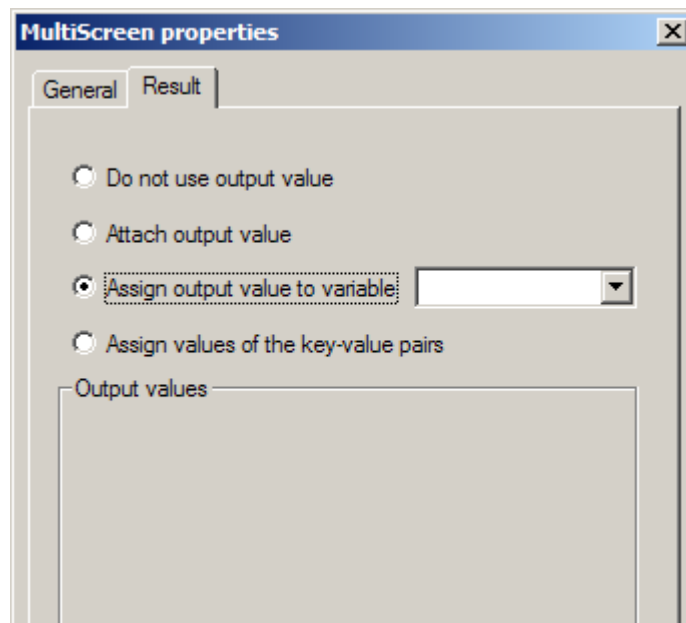 MultiScreen properties
General Result
Do not use output value
Attach output value
Assign output value to variable
Assign values of the key-value pairs
Output values